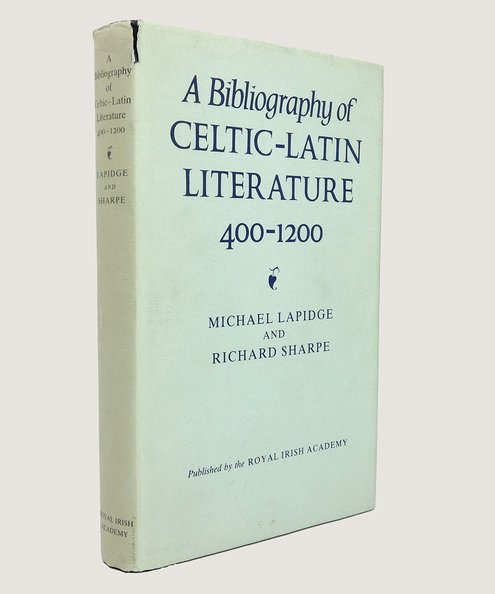 A
Bibliography
of
Celtic-Latin
Literature
400-1200
LAPIDGE
AND
SHARPE
ROYAL IRISH
ACADEMY
A Bibliography of
CELTIC-LATIN
LITERATURE
400-1200
MICHAEL LAPIDGE
AND
RICHARD SHARPE
Published by the ROYAL IRISH ACADEMY